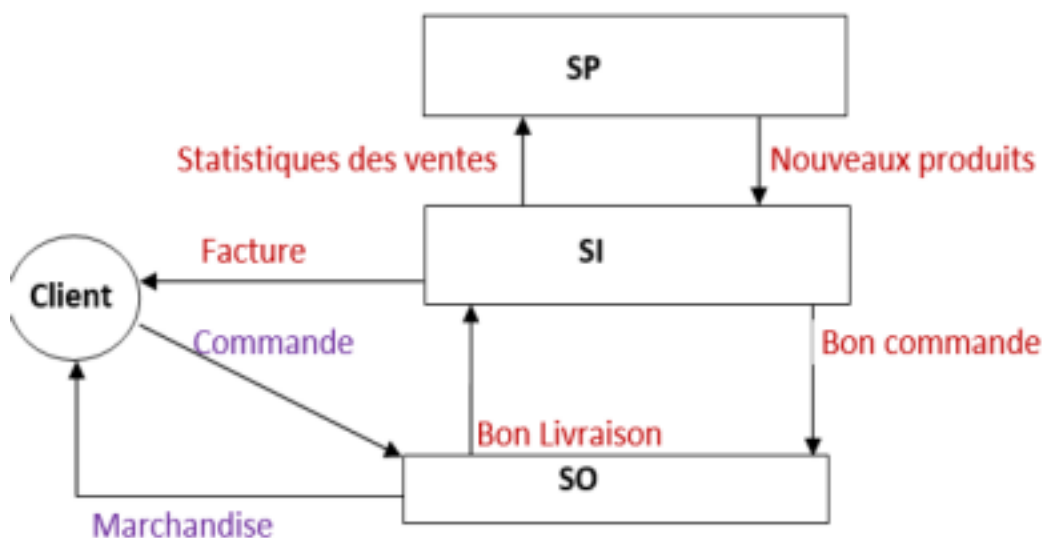 SP
Statistiques des ventes
Nouveaux produits
Facture
SI
Client
Commande
Bon commande
Bon Livraison
SO
Marchandise